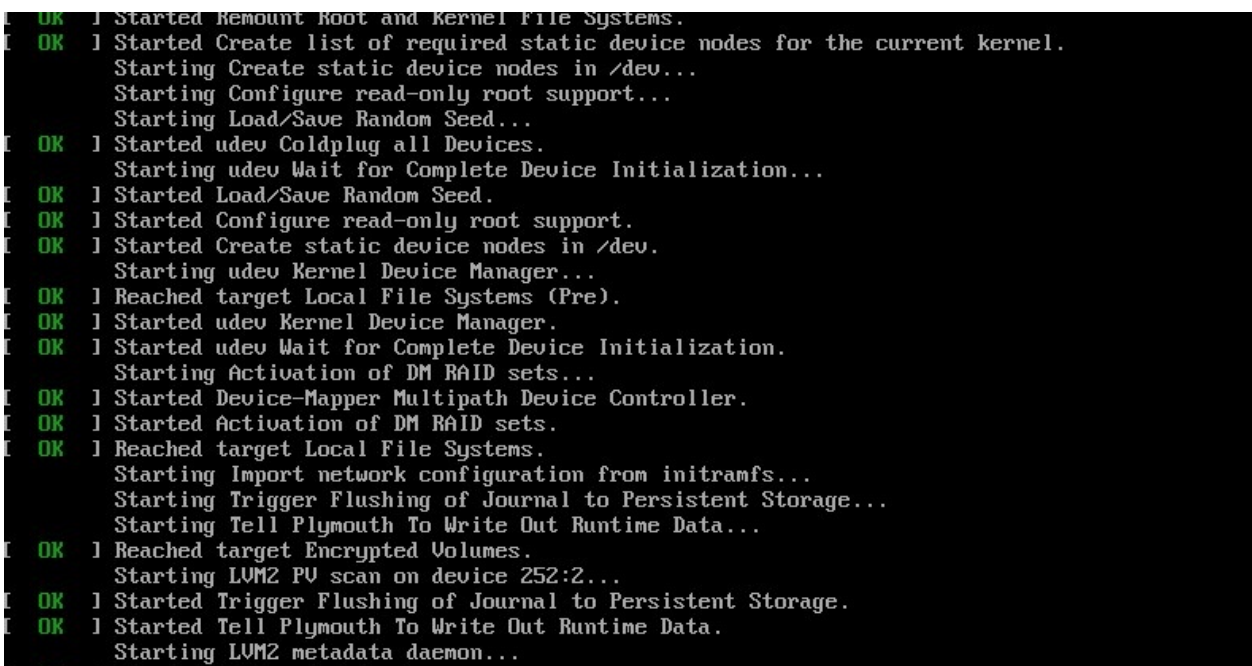 [  OK  ] Started Remount Root and Kernel File Systems.
[  OK  ] Started Create list of required static device nodes for the current kernel.
         Starting Create static device nodes in /dev...
         Starting Configure read-only root support...
         Starting Load/Save Random Seed...
[  OK  ] Started udev Coldplug all Devices.
         Starting udev Wait for Complete Device Initialization...
[  OK  ] Started Load/Save Random Seed.
[  OK  ] Started Configure read-only root support.
[  OK  ] Started Create static device nodes in /dev.
         Starting udev Kernel Device Manager...
[  OK  ] Reached target Local File Systems (Pre).
[  OK  ] Started udev Kernel Device Manager.
[  OK  ] Started udev Wait for Complete Device Initialization.
         Starting Activation of DM RAID sets...
[  OK  ] Started Device-Mapper Multipath Device Controller.
[  OK  ] Started Activation of DM RAID sets.
[  OK  ] Reached target Local File Systems.
         Starting Import network configuration from initramfs...
         Starting Trigger Flushing of Journal to Persistent Storage...
         Starting Tell Plymouth To Write Out Runtime Data...
[  OK  ] Reached target Encrypted Volumes.
         Starting LVM2 PV scan on device 252:2...
[  OK  ] Started Trigger Flushing of Journal to Persistent Storage.
[  OK  ] Started Tell Plymouth To Write Out Runtime Data.
         Starting LVM2 metadata daemon...